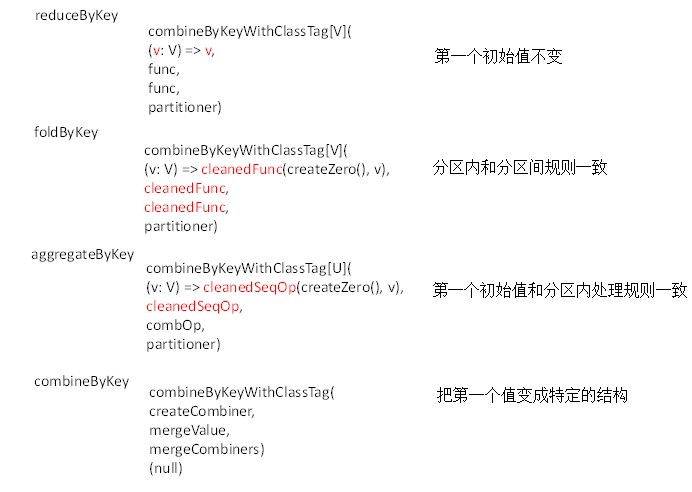 reduceByKey
combineByKeyWithClassTag[V](
(v: V) => v,
func,
func,
partitioner)
第一个初始值不变
foldByKey
combineByKeyWithClassTag[V](
(v: V) => cleanedFunc(createZero(), v),
cleanedFunc,
cleanedFunc,
partitioner)
分区内和分区间规则一致
aggregateByKey
combineByKeyWithClassTag[U](
(v: V) => cleanedSeqOp(createZero(), v),
cleanedSeqOp,
combOp,
partitioner)
第一个初始值和分区内处理规则一致
combineByKey
combineByKeyWithClassTag(
createCombiner,
mergeValue,
mergeCombiners)
(null)
把第一个值变成特定的结构